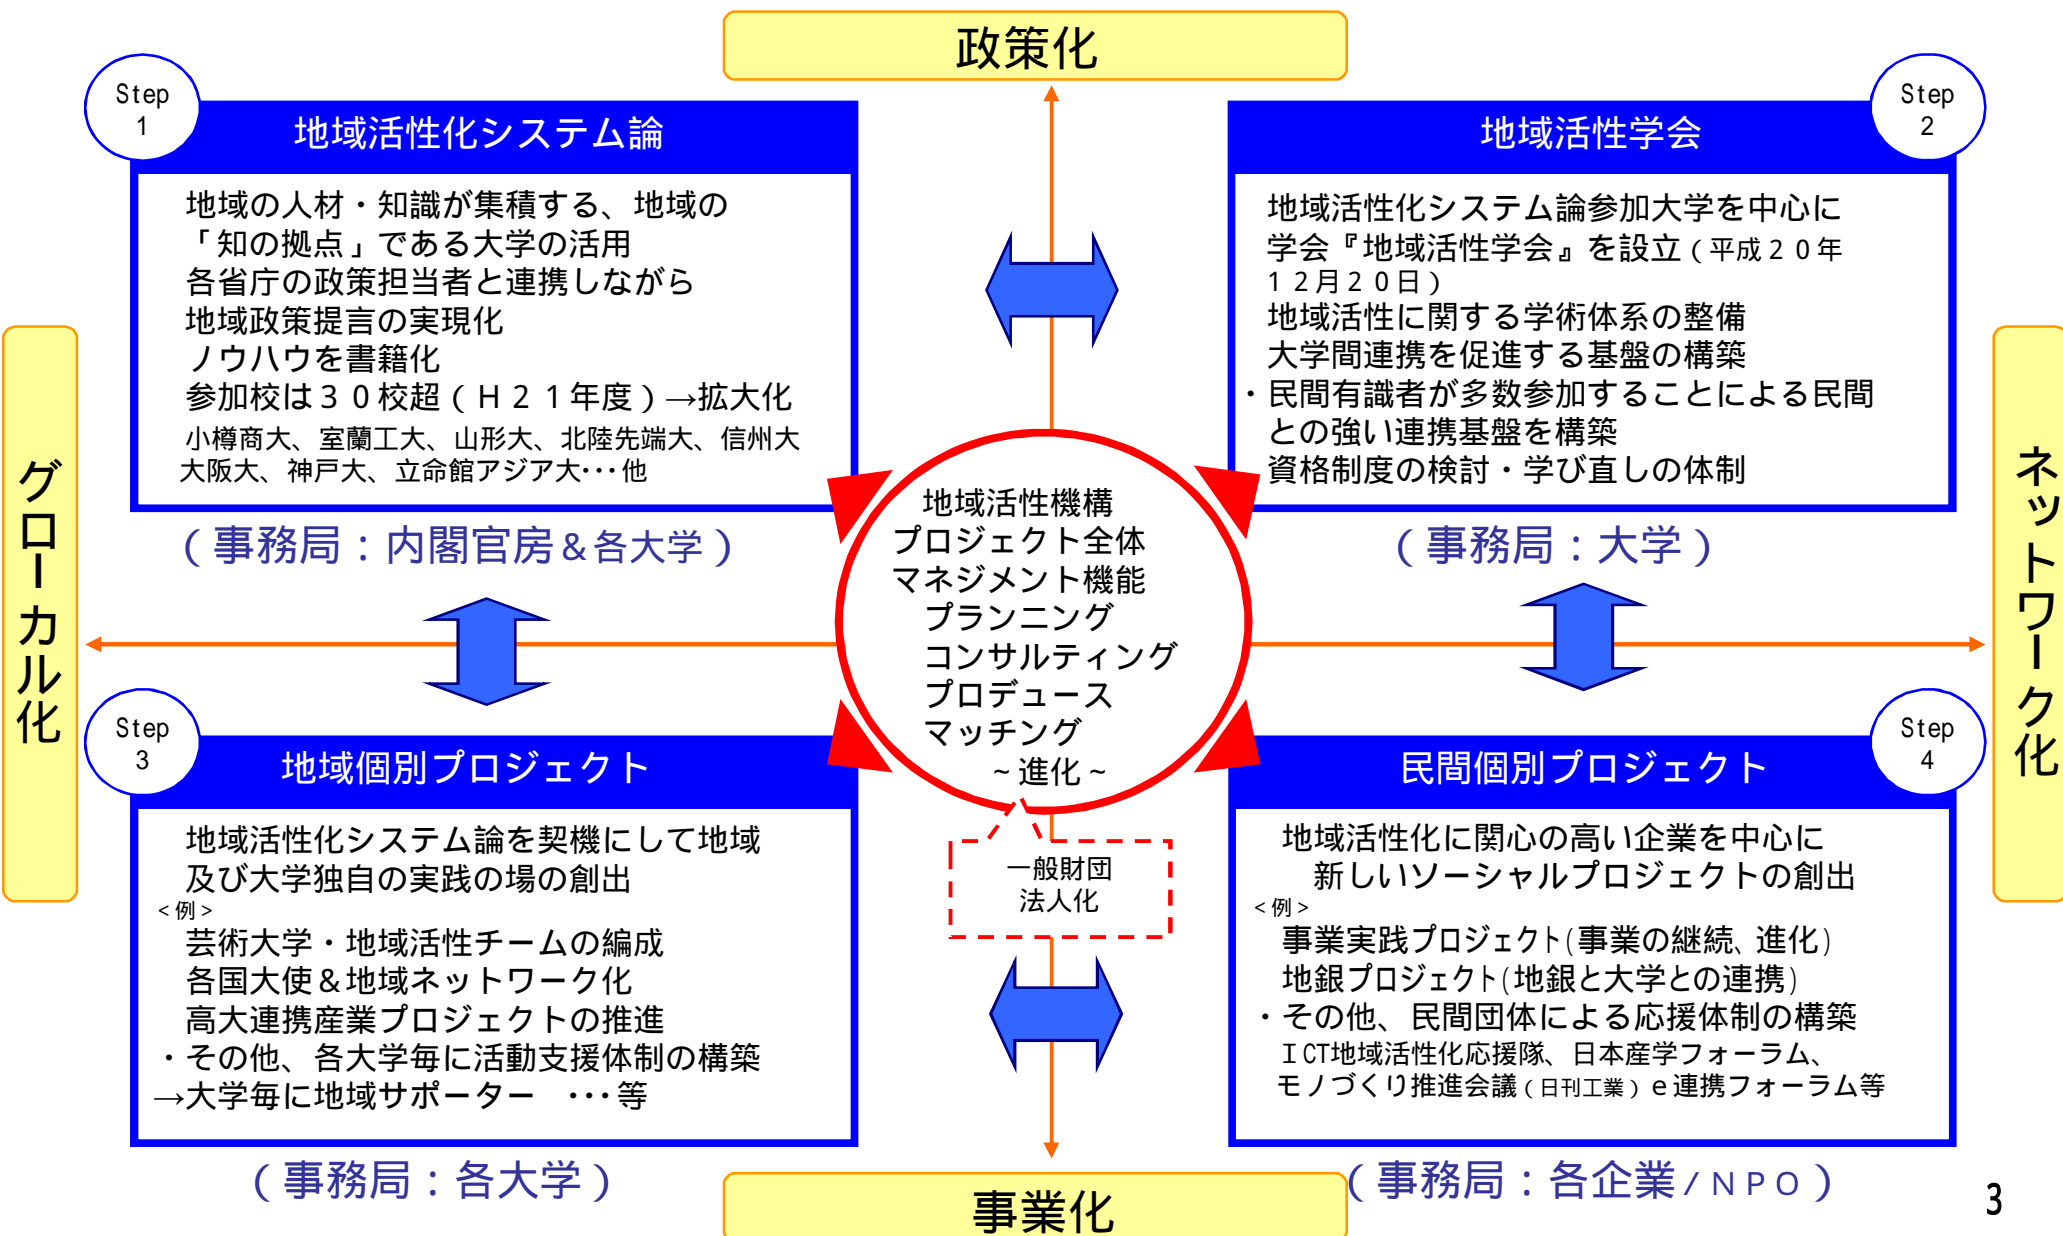 政策化
Step
1
地域活性化システム論
地域の人材・知識が集積する、地域の
「知の拠点」である大学の活用
各省庁の政策担当者と連携しながら
地域政策提言の実現化
ノウハウを書籍化
参加校は３０校超（Ｈ２１年度）→拡大化
小樽商大、室蘭工大、山形大、北陸先端大、信州大
大阪大、神戸大、立命館アジア大・・・他
（事務局：内閣官房＆各大学）
Step
2
地域活性学会
地域活性化システム論参加大学を中心に
学会『地域活性学会』を設立（平成２０年
１２月２０日）
地域活性に関する学術体系の整備
大学間連携を促進する基盤の構築
・民間有識者が多数参加することによる民間
との強い連携基盤を構築
資格制度の検討・学び直しの体制
（事務局：大学）
グローカル化
地域活性機構
プロジェクト全体
マネジメント機能
プランニング
コンサルティング
プロデュース
マッチング
～進化～
一般財団
法人化
ネットワーク化
Step
3
地域個別プロジェクト
地域活性化システム論を契機にして地域
及び大学独自の実践の場の創出
＜例＞
芸術大学・地域活性チームの編成
各国大使＆地域ネットワーク化
高大連携産業プロジェクトの推進
・その他、各大学毎に活動支援体制の構築
→大学毎に地域サポーター　・・・等
（事務局：各大学）
Step
4
民間個別プロジェクト
地域活性化に関心の高い企業を中心に
新しいソーシャルプロジェクトの創出
＜例＞
事業実践プロジェクト(事業の継続、進化)
地銀プロジェクト(地銀と大学との連携)
・その他、民間団体による応援体制の構築
ＩCT地域活性化応援隊、日本産学フォーラム、
モノづくり推進会議（日刊工業）ｅ連携フォーラム等
（事務局：各企業／ＮＰＯ）
事業化
3